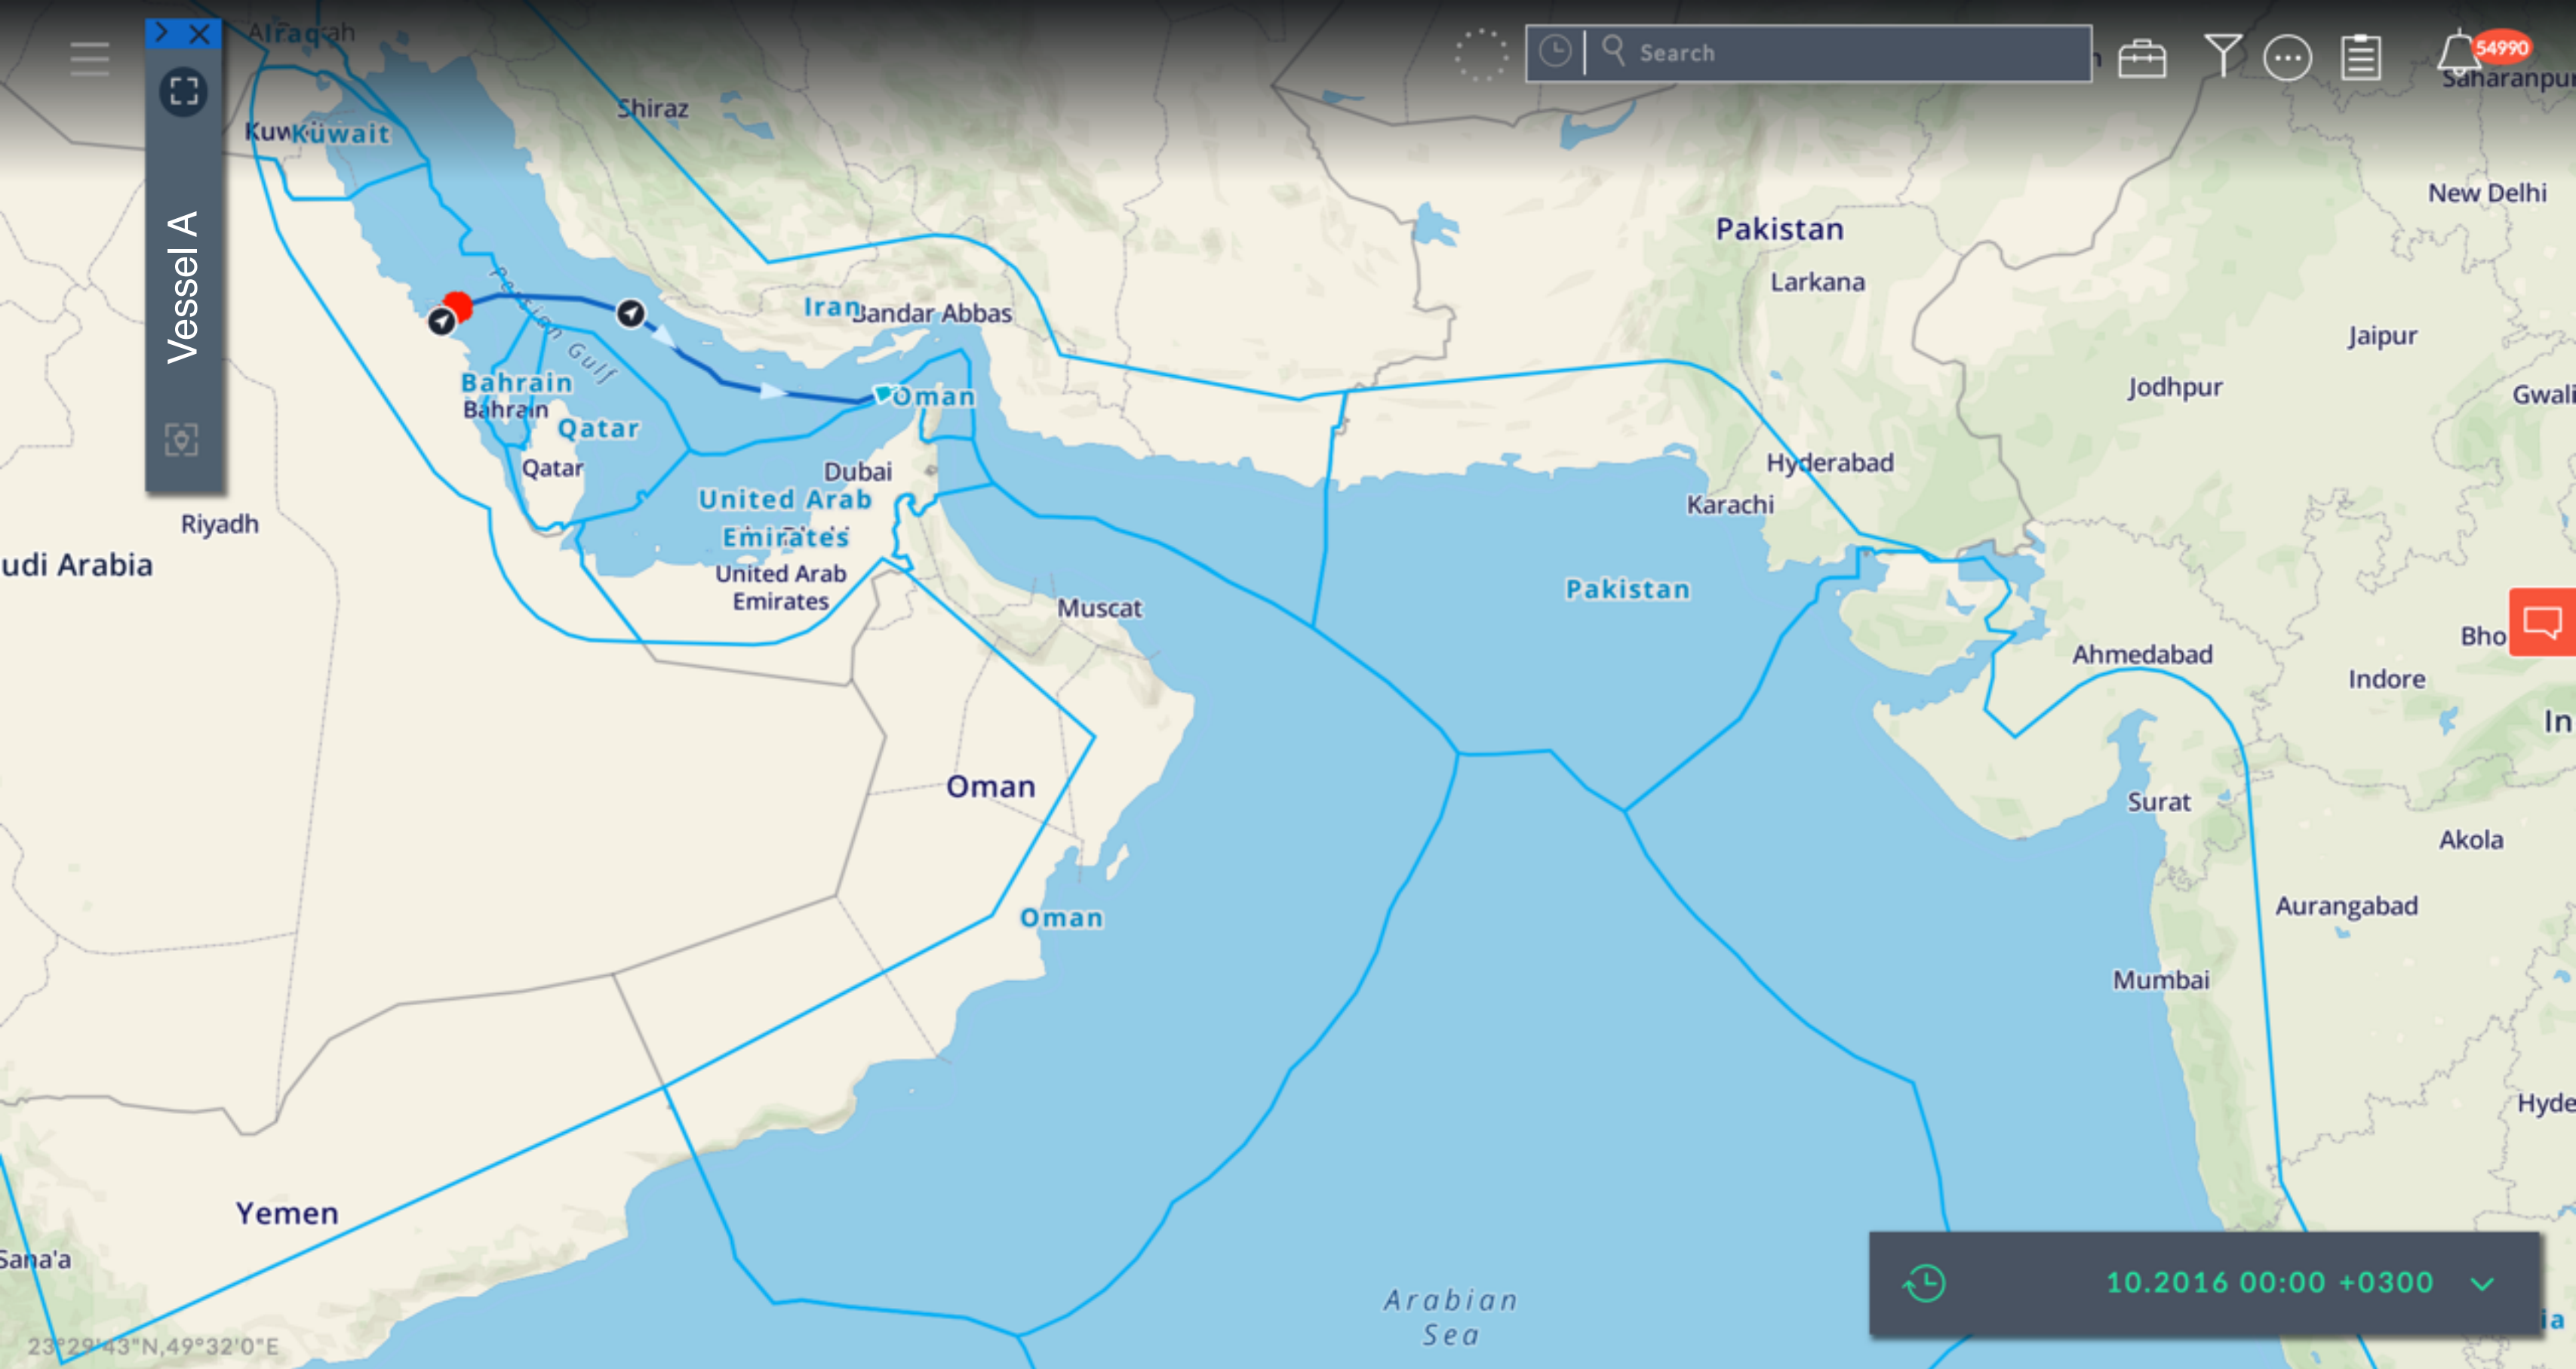 Iraq
Search
54990
Saharanpur
Shiraz
Kuwait
Vessel A
New Delhi
Pakistan
Larkana
Persian Gulf
Iran
Bandar Abbas
Jaipur
Bahrain
Bahrain
Oman
Jodhpur
Gwali
Qatar
Qatar
Dubai
Hyderabad
Karachi
United Arab
Emirates
Riyadh
udi Arabia
United Arab
Emirates
Pakistan
Muscat
Ahmedabad
Bho
Indore
In
Oman
Surat
Akola
Oman
Aurangabad
Mumbai
Hyde
Yemen
Sana'a
Arabian
Sea
10.2016 00:00 +0300
ia
23°29'43"N,49°32'0"E